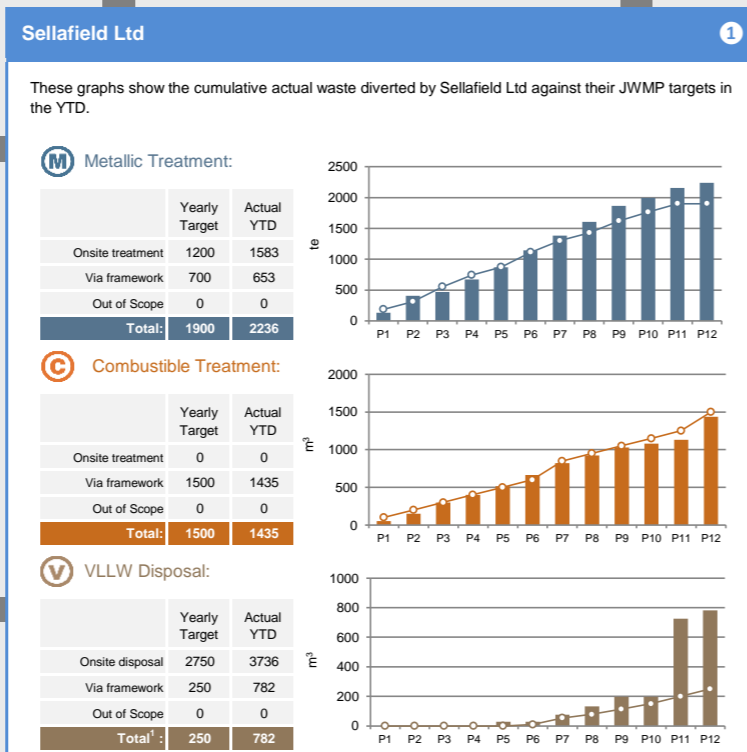 Sellafield Ltd
1
These graphs show the cumulative actual waste diverted by Sellafield Ltd against their JWMP targets in
the YTD.
M Metallic Treatment:
Yearly Target Actual YTD
Onsite treatment 1200 1583
Via framework 700 653
Out of Scope 0 0
Total: 1900 2236
te
2500
2000
1500
1000
500
0
P1 P2 P3 P4 P5 P6 P7 P8 P9 P10 P11 P12
C Combustible Treatment:
Yearly Target Actual YTD
Onsite treatment 0 0
Via framework 1500 1435
Out of Scope 0 0
Total: 1500 1435
m³
2000
1500
1000
500
0
P1 P2 P3 P4 P5 P6 P7 P8 P9 P10 P11 P12
V VLLW Disposal:
Yearly Target Actual YTD
Onsite disposal 2750 3736
Via framework 250 782
Out of Scope 0 0
Total¹ : 250 782
m³
1000
800
600
400
200
0
P1 P2 P3 P4 P5 P6 P7 P8 P9 P10 P11 P12